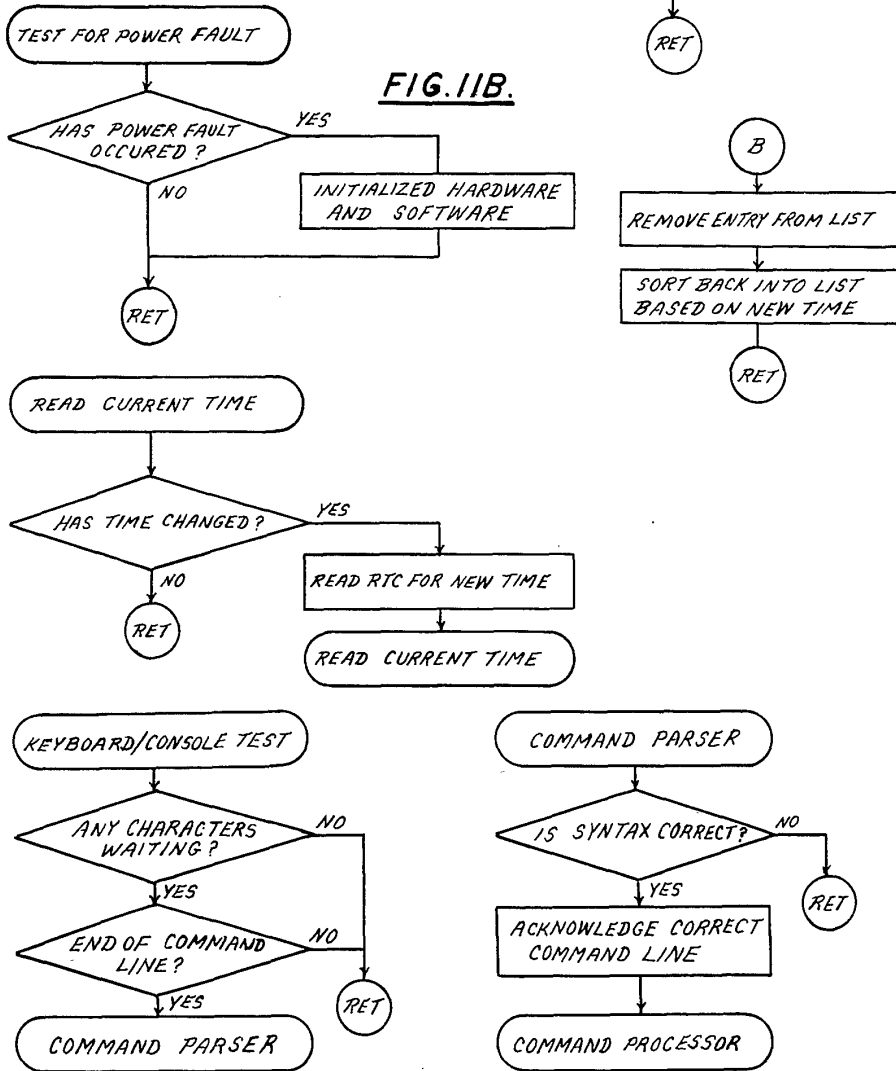 RET
TEST FOR POWER FAULT
FIG.11B.
HAS POWER FAULT
OCCURED?
YES
NO
INITIALIZED HARDWARE
AND SOFTWARE
RET
B
REMOVE ENTRY FROM LIST
SORT BACK INTO LIST
BASED ON NEW TIME
RET
READ CURRENT TIME
HAS TIME CHANGED?
YES
NO
RET
READ RTC FOR NEW TIME
READ CURRENT TIME
KEYBOARD/CONSOLE TEST
ANY CHARACTERS
WAITING?
NO
YES
END OF COMMAND
LINE?
NO
YES
RET
COMMAND PARSER
COMMAND PARSER
IS SYNTAX CORRECT?
NO
YES
RET
ACKNOWLEDGE CORRECT
COMMAND LINE
COMMAND PROCESSOR